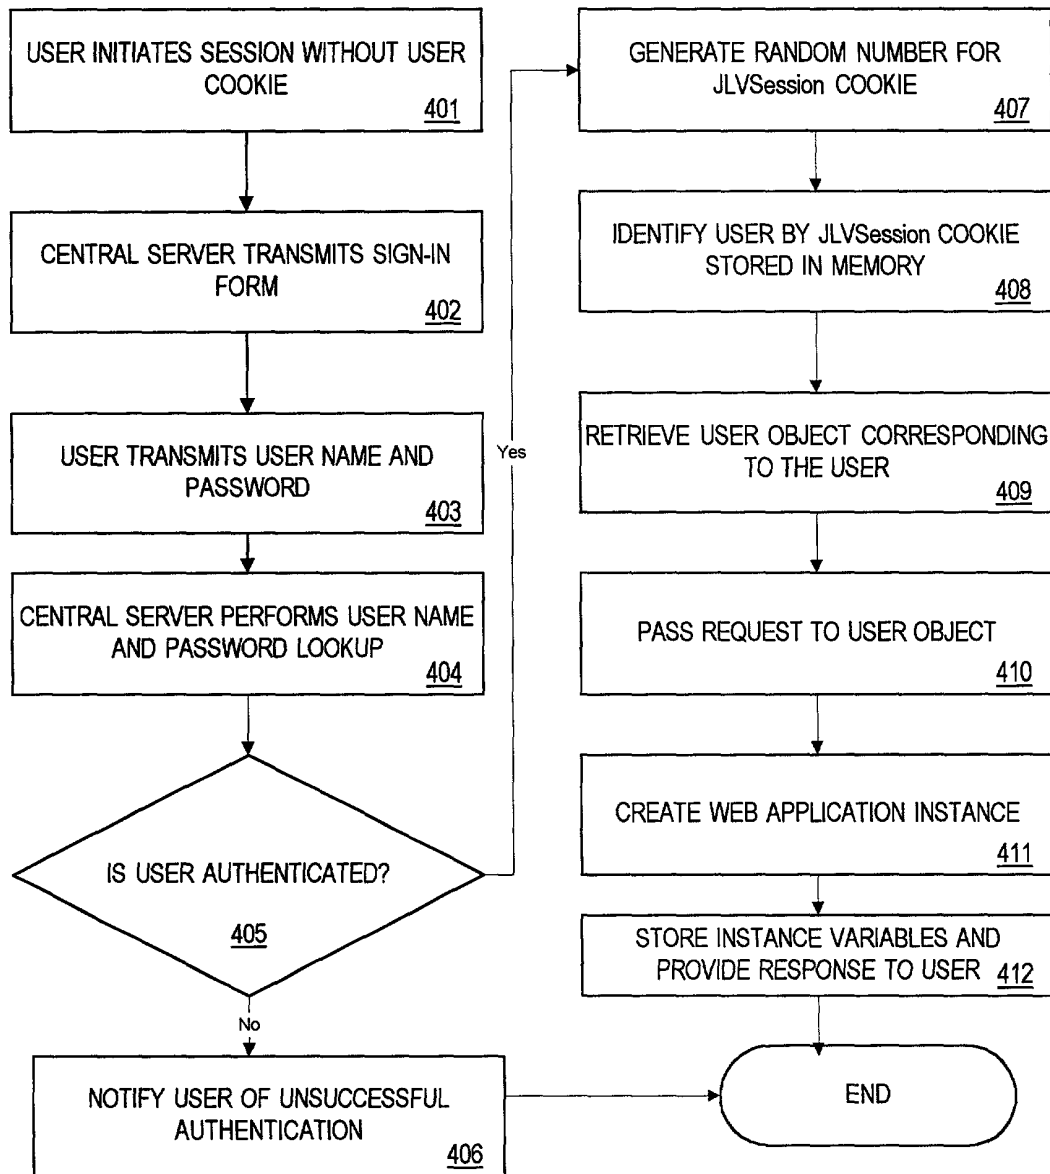 USER INITIATES SESSION WITHOUT USER
COOKIE
401
CENTRAL SERVER TRANSMITS SIGN-IN
FORM
402
USER TRANSMITS USER NAME AND
PASSWORD
403
CENTRAL SERVER PERFORMS USER NAME
AND PASSWORD LOOKUP
404
IS USER AUTHENTICATED?
405
Yes
No
NOTIFY USER OF UNSUCCESSFUL
AUTHENTICATION
406
GENERATE RANDOM NUMBER FOR
JLVSession COOKIE
407
IDENTIFY USER BY JLVSession COOKIE
STORED IN MEMORY
408
RETRIEVE USER OBJECT CORRESPONDING
TO THE USER
409
PASS REQUEST TO USER OBJECT
410
CREATE WEB APPLICATION INSTANCE
411
STORE INSTANCE VARIABLES AND
PROVIDE RESPONSE TO USER
412
END